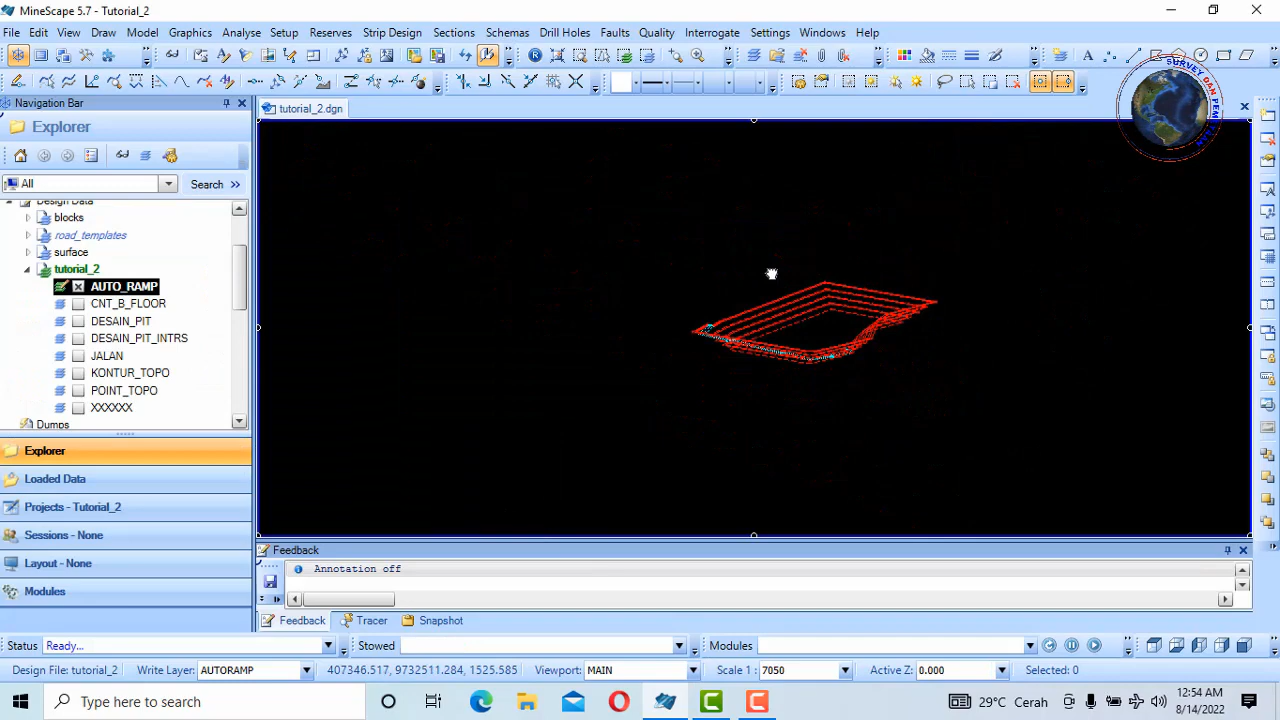 MineScape 5.7 - Tutorial_2
File Edit View Draw Model Graphics Analyse Setup Reserves Strip Design Sections Schemas Drill Holes Faults Quality Interrogate Settings Windows Help
Navigation Bar
tutorial_2.dgn
Explorer
All Search »
Design Data
blocks
road_templates
surface
tutorial_2
AUTO_RAMP
CNT_B_FLOOR
DESAIN_PIT
DESAIN_PIT_INTRS
JALAN
KONTUR_TOPO
POINT_TOPO
XXXXXX
Dumps
Explorer
Loaded Data
Projects - Tutorial_2
Sessions - None
Layout - None
Modules
Feedback
Annotation off
Feedback Tracer Snapshot
Status Ready... Stowed Modules
Design File: tutorial_2 Write Layer: AUTORAMP 407346.517, 9732511.284, 1525.585 Viewport: MAIN Scale 1: 7050 Active Z: 0.000 Selected: 0
Type here to search
29°C Cerah
12:54 AM
8/14/2022